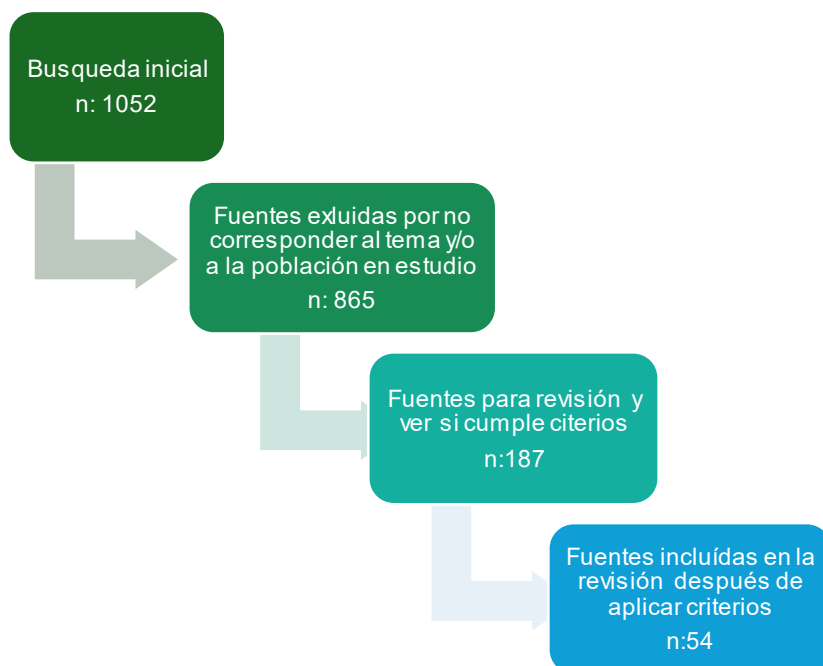 Busqueda inicial
n: 1052
Fuentes exluidas por no
corresponder al tema y/o
a la población en estudio
n: 865
Fuentes para revisión y
ver si cumple citerios
n:187
Fuentes incluídas en la
revisión después de
aplicar criterios
n:54